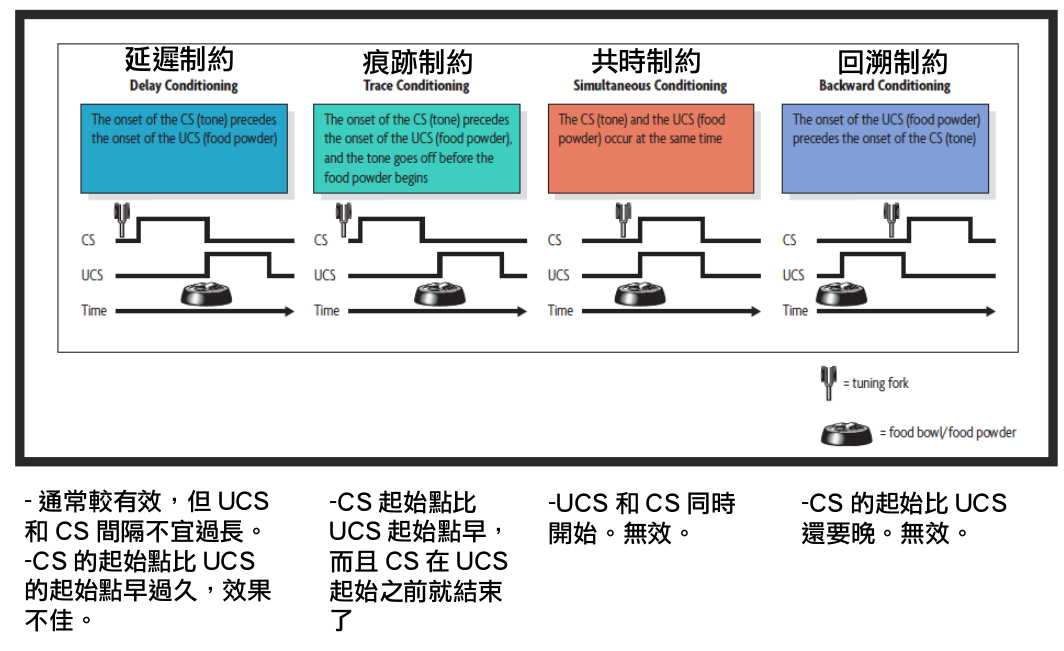 延遲制約
Delay Conditioning
The onset of the CS (tone) precedes
the onset of the UCS (food powder)
CS
UCS
Time
痕跡制約
Trace Conditioning
The onset of the CS (tone) precedes
the onset of the UCS (food powder),
and the tone goes off before the
food powder begins
CS
UCS
Time
共時制約
Simultaneous Conditioning
The CS (tone) and the UCS (food
powder) occur at the same time
CS
UCS
Time
回溯制約
Backward Conditioning
The onset of the UCS (food powder)
precedes the onset of the CS (tone)
CS
UCS
Time
= tuning fork
= food bowl/food powder
- 通常較有效，但 UCS
和 CS 間隔不宜過長。
-CS 的起始點比 UCS
的起始點早過久，效果
不佳。
-CS 起始點比
UCS 起始點早，
而且 CS 在 UCS
起始之前就結束
了
-UCS 和 CS 同時
開始。無效。
-CS 的起始比 UCS
還要晚。無效。